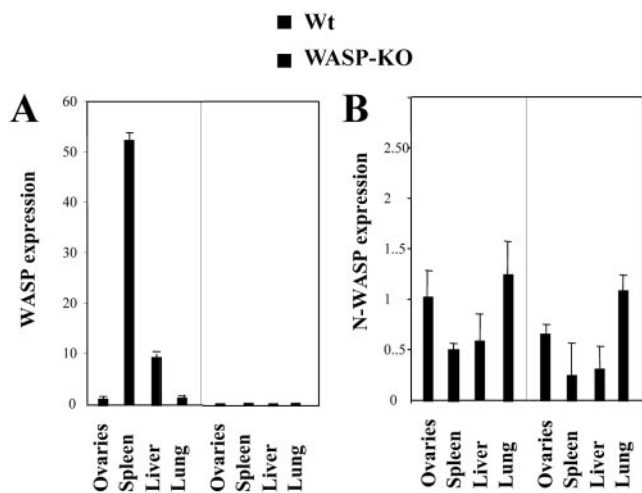 Wt
WASP-KO
A
WASP expression
60
50
40
30
20
10
0
Ovaries
Spleen
Liver
Lung
Ovaries
Spleen
Liver
Lung
B
N-WASP expression
2.50
2
1..5
1
0..5
0
Ovaries
Spleen
Liver
Lung
Ovaries
Spleen
Liver
Lung